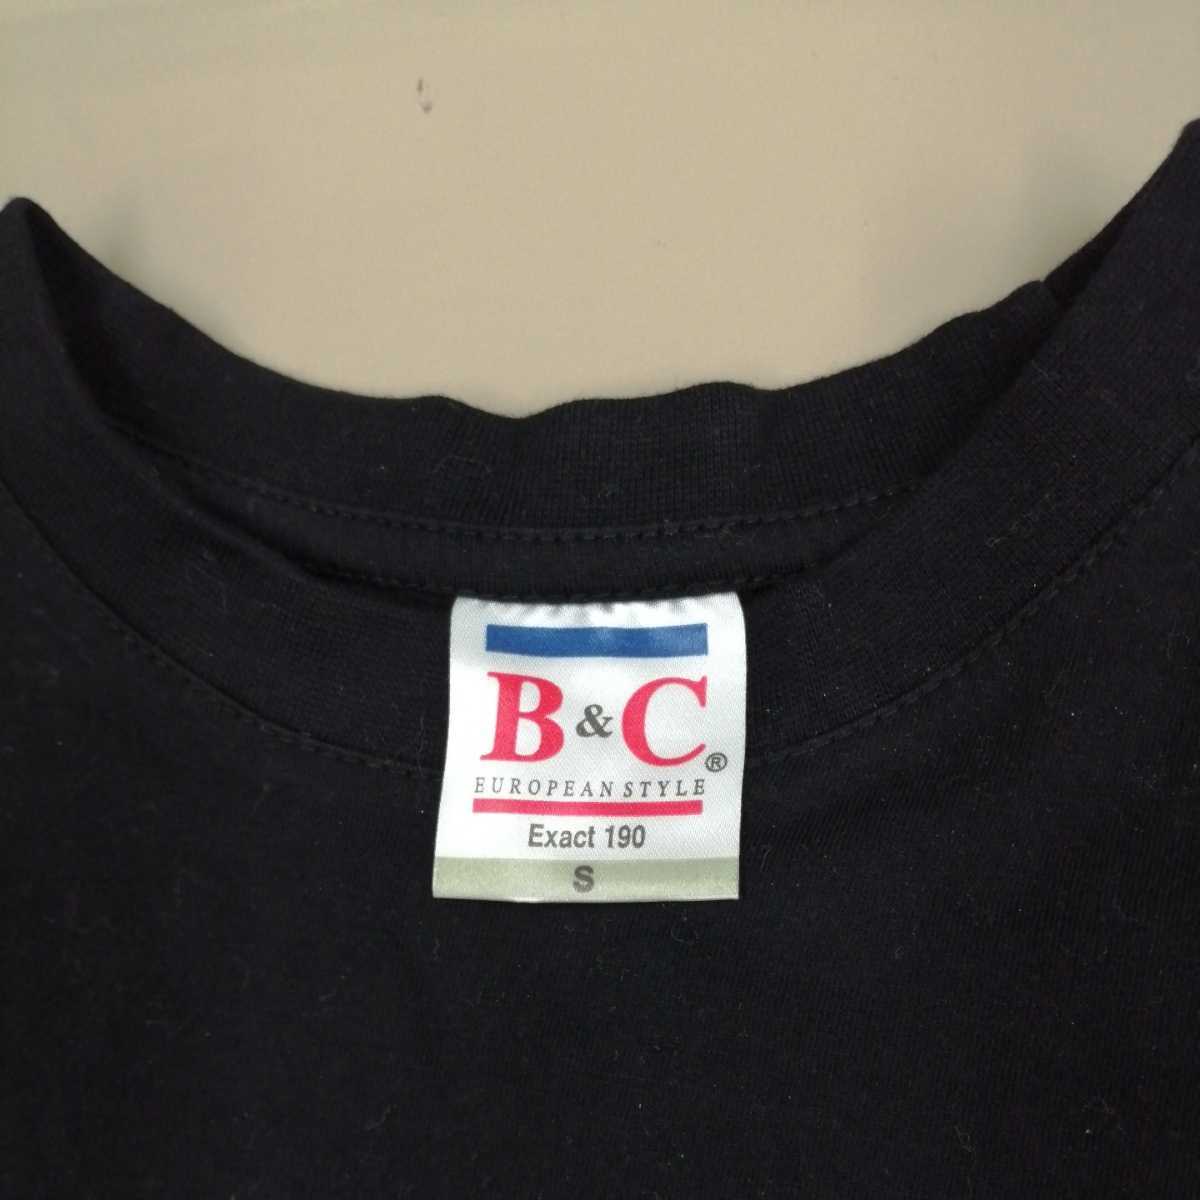 B&C®
EUROPEAN STYLE
Exact 190
S